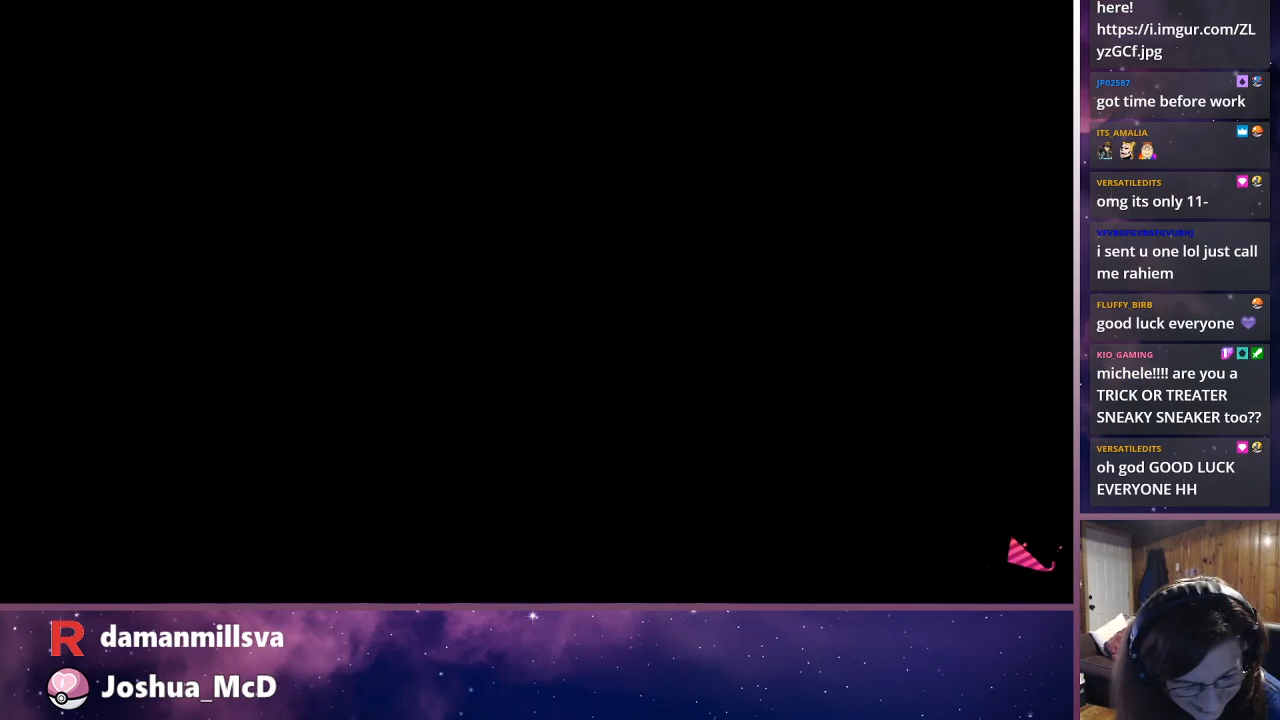 here!
https://i.imgur.com/ZL
yzGCf.jpg
JP02587
got time before work
ITS_AMALIA
VERSATILEDITS
omg its only 11-
i sent u one lol just call
me rahiem
FLUFFY_BIRB
good luck everyone
KIO_GAMING
michele!!!! are you a
TRICK OR TREATER
SNEAKY SNEAKER too??
VERSATILEDITS
oh god GOOD LUCK
EVERYONE HH
R damanmillsva
Joshua_McD